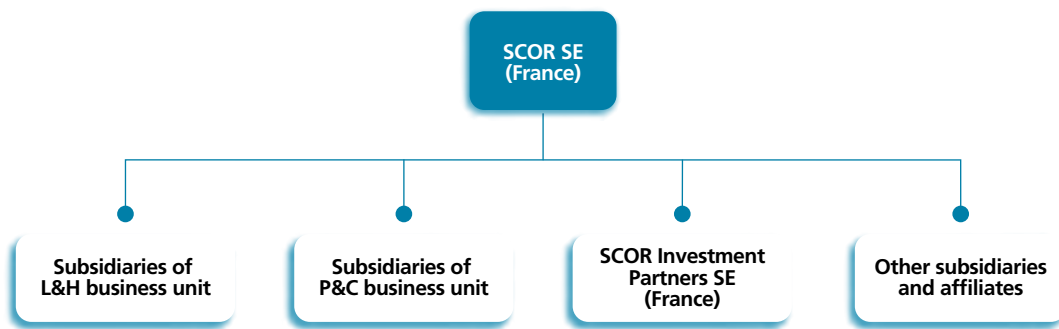 SCOR SE
(France)
Subsidiaries of
L&H business unit
Subsidiaries of
P&C business unit
SCOR Investment
Partners SE
(France)
Other subsidiaries
and affiliates